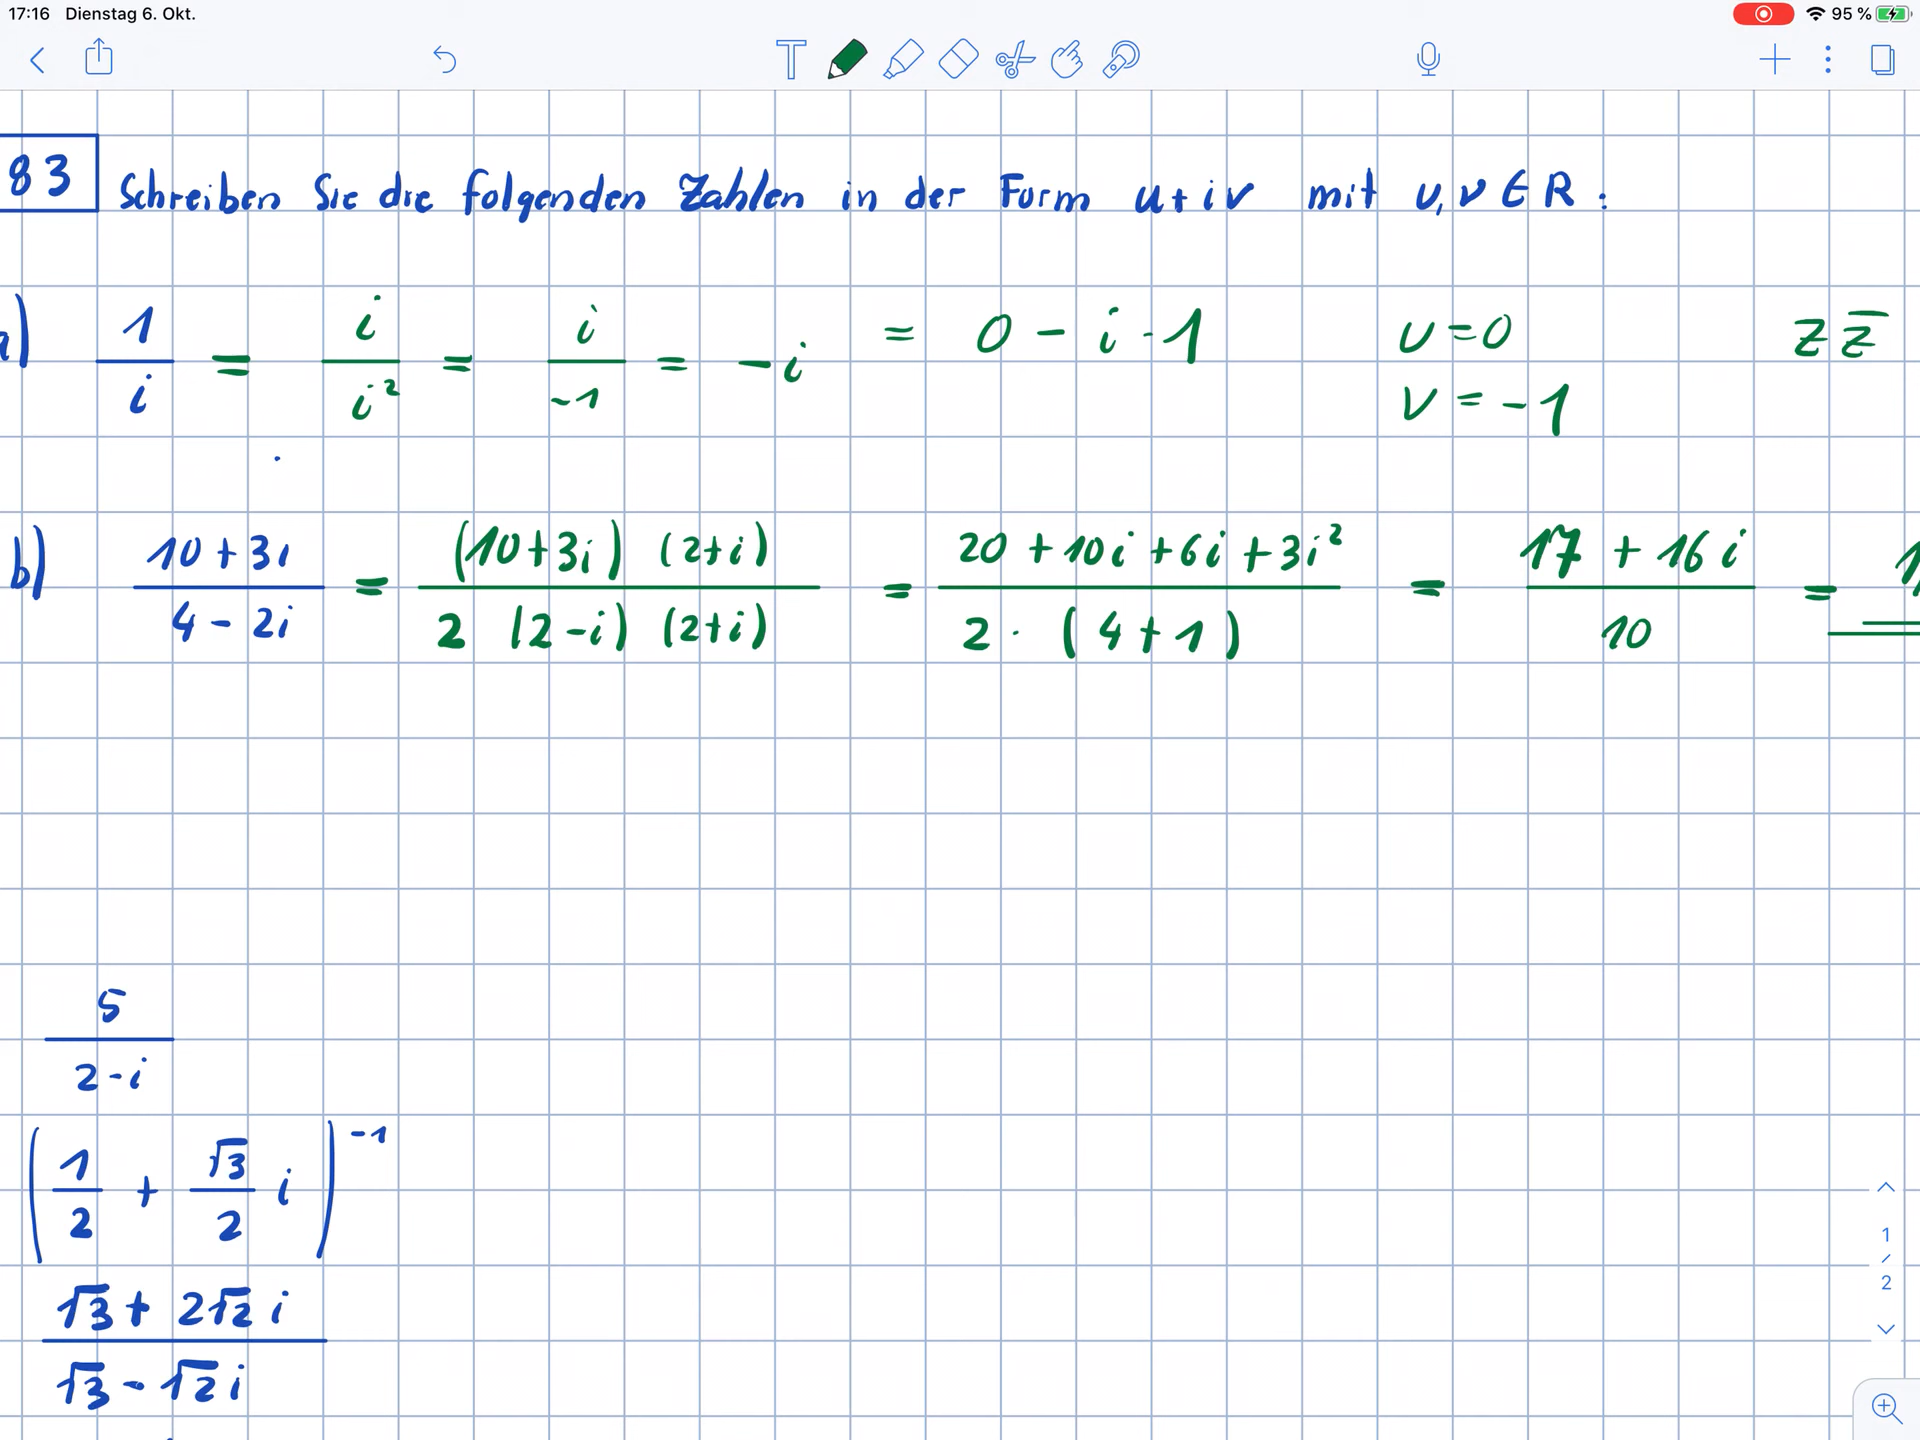 17:16 Dienstag 6. Okt. 95 %
83 Schreiben Sie die folgenden Zahlen in der Form u+iv mit u,v ∈ R :
a) 1/i = i/i² = i/-1 = -i = 0 - i · 1 u=0 z z̅
v = -1
b) (10+3i)/(4-2i) = ((10+3i) (2+i))/(2 (2-i) (2+i)) = (20+10i+6i+3i²)/(2 · (4+1)) = (17+16i)/10 =
5/(2-i)
(1/2 + √3/2 i)⁻¹
(√3+2√2 i)/(√3-√2 i)
1
/
2